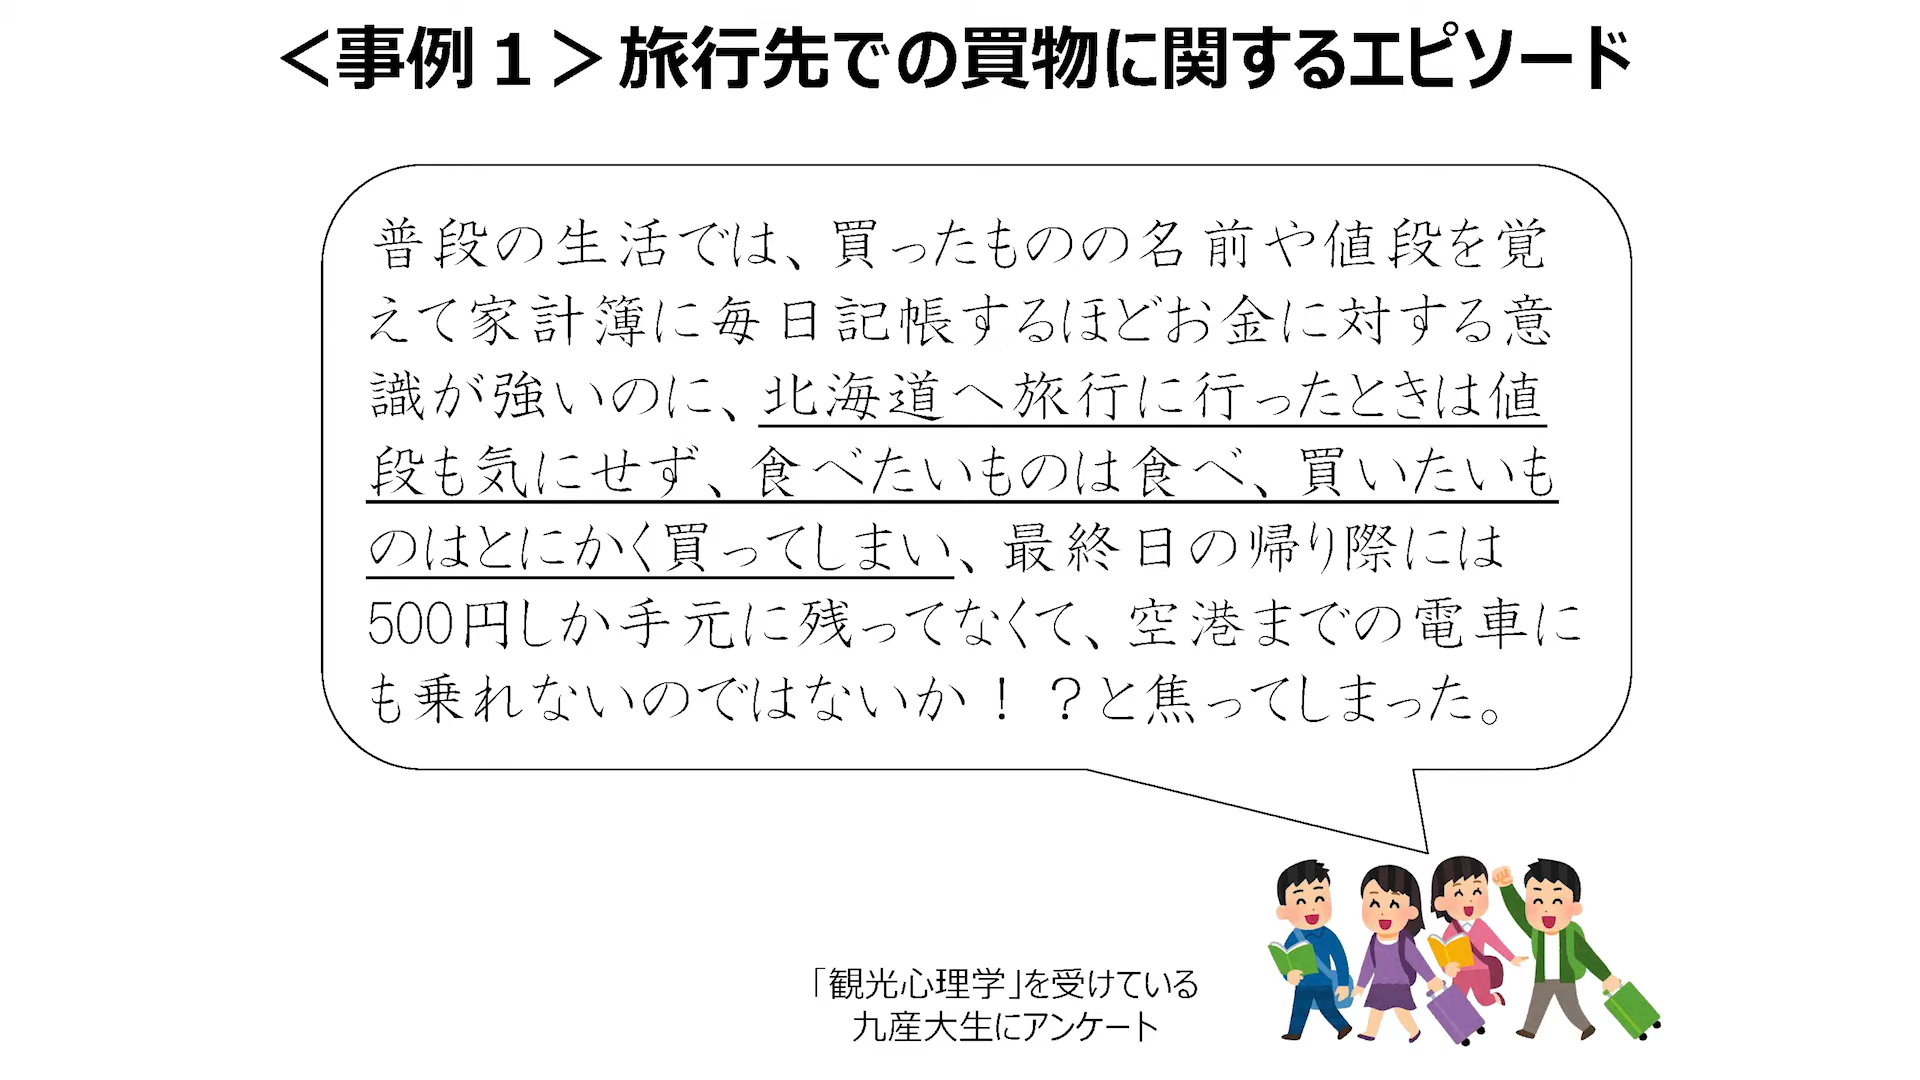 ＜事例１＞旅行先での買物に関するエピソード
普段の生活では、買ったものの名前や値段を覚
えて家計簿に毎日記帳するほどお金に対する意
識が強いのに、北海道へ旅行に行ったときは値
段も気にせず、食べたいものは食べ、買いたいも
のはとにかく買ってしまい、最終日の帰り際には
500円しか手元に残ってなくて、空港までの電車に
も乗れないのではないか！？と焦ってしまった。
「観光心理学」を受けている
九産大生にアンケート